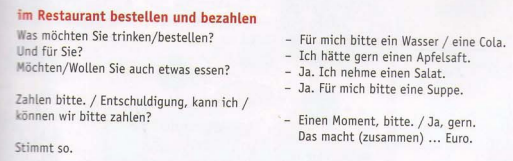 im Restaurant bestellen und bezahlen
Was möchten Sie trinken/bestellen?
– Für mich bitte ein Wasser / eine Cola.
Und für Sie?
– Ich hätte gern einen Apfelsaft.
Möchten/Wollen Sie auch etwas essen?
– Ja. Ich nehme einen Salat.
– Ja. Für mich bitte eine Suppe.
Zahlen bitte. / Entschuldigung, kann ich /
können wir bitte zahlen?
– Einen Moment, bitte. / Ja, gern.
Das macht (zusammen) ... Euro.
Stimmt so.